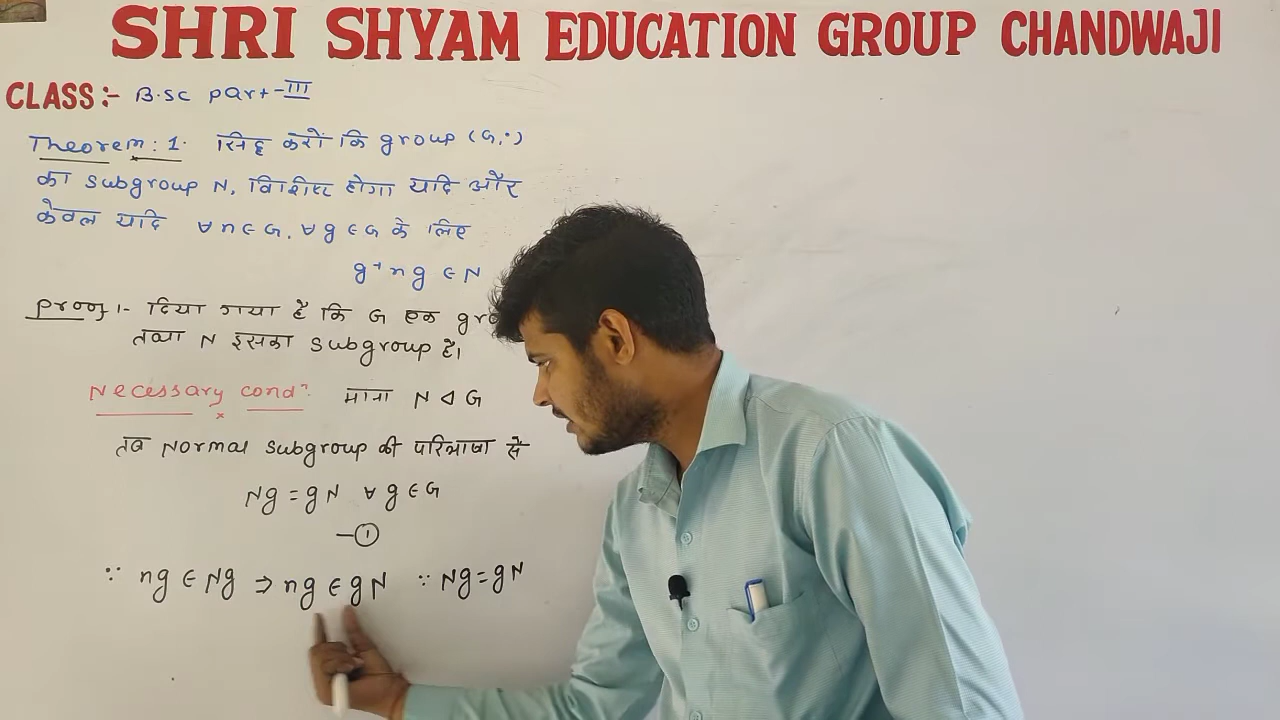 SHRI SHYAM EDUCATION GROUP CHANDWAJI
CLASS:- B.Sc Part-III
Theorem: 1. सिद्ध करो कि group (G,·)
का subgroup N, विशिष्ट होगा यदि और
केवल यदि ∀ n ∈ G, ∀ g ∈ G के लिए
g⁻¹ n g ∈ N
Proof:- दिया गया है कि G एक
तथा N इसका subgroup है।
Necessary condⁿ. माना N ⊲ G
तब Normal subgroup की परिभाषा से
Ng = gN ∀ g ∈ G
—①
∵ ng ∈ Ng ⇒ ng ∈ gN ∵ Ng = gN